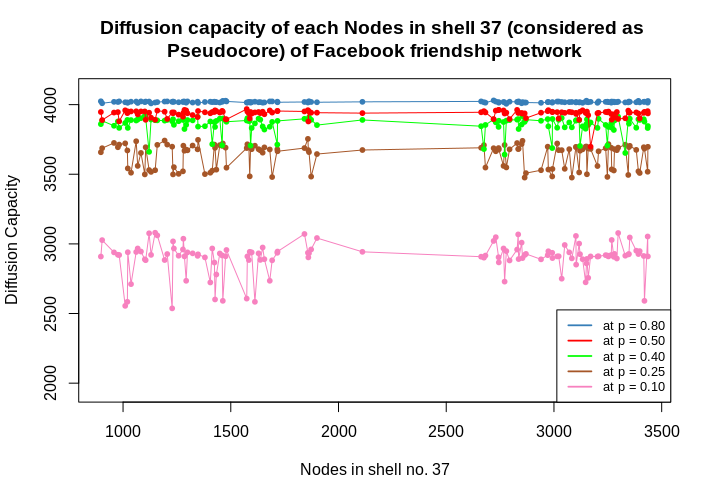 Diffusion capacity of each Nodes in shell 37 (considered as
Pseudocore) of Facebook friendship network
Diffusion Capacity
4000
3500
3000
2500
2000
at p = 0.80
at p = 0.50
at p = 0.40
at p = 0.25
at p = 0.10
1000 1500 2000 2500 3000 3500
Nodes in shell no. 37